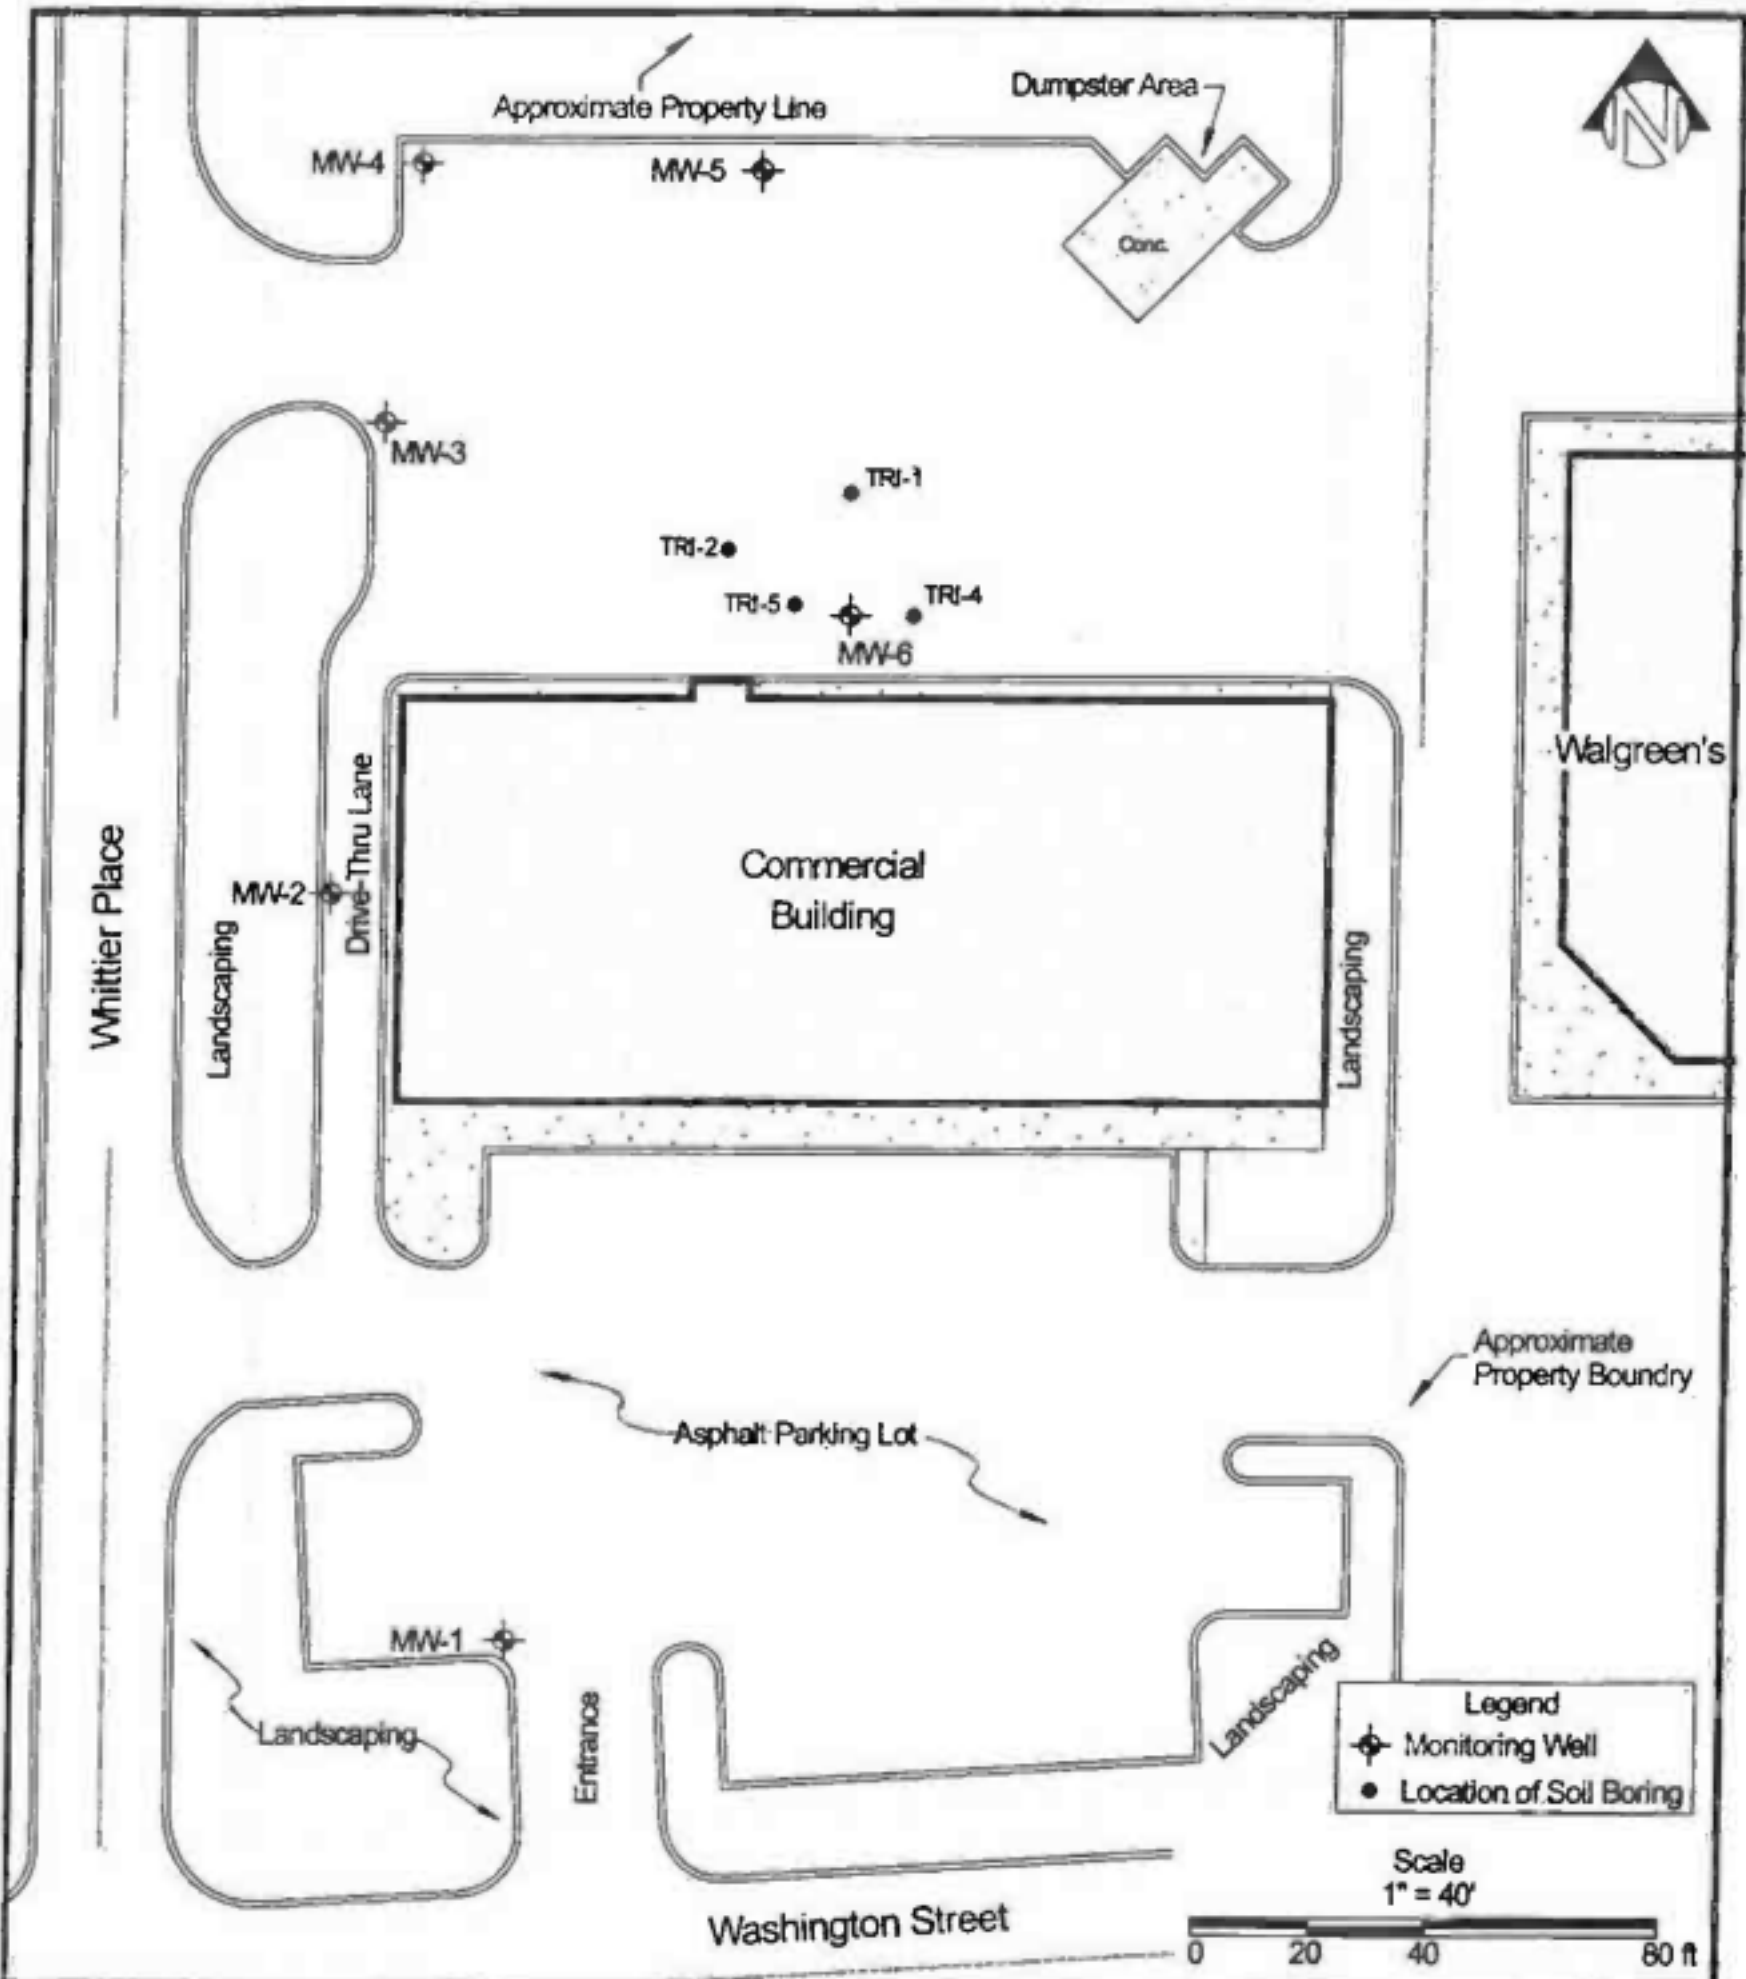 Approximate Property Line
Dumpster Area
N
MW-4
MW-5
Conc.
MW-3
TRI-1
TRI-2
TRI-5
TRI-4
MW-6
Walgreen's
Drive-Thru Lane
Commercial
Building
MW-2
Whittier Place
Landscaping
Landscaping
Approximate
Property Boundry
Asphalt Parking Lot
MW-1
Landscaping
Entrance
Landscaping
Legend
Monitoring Well
Location of Soil Boring
Scale
1" = 40'
Washington Street
0 20 40 80 ft